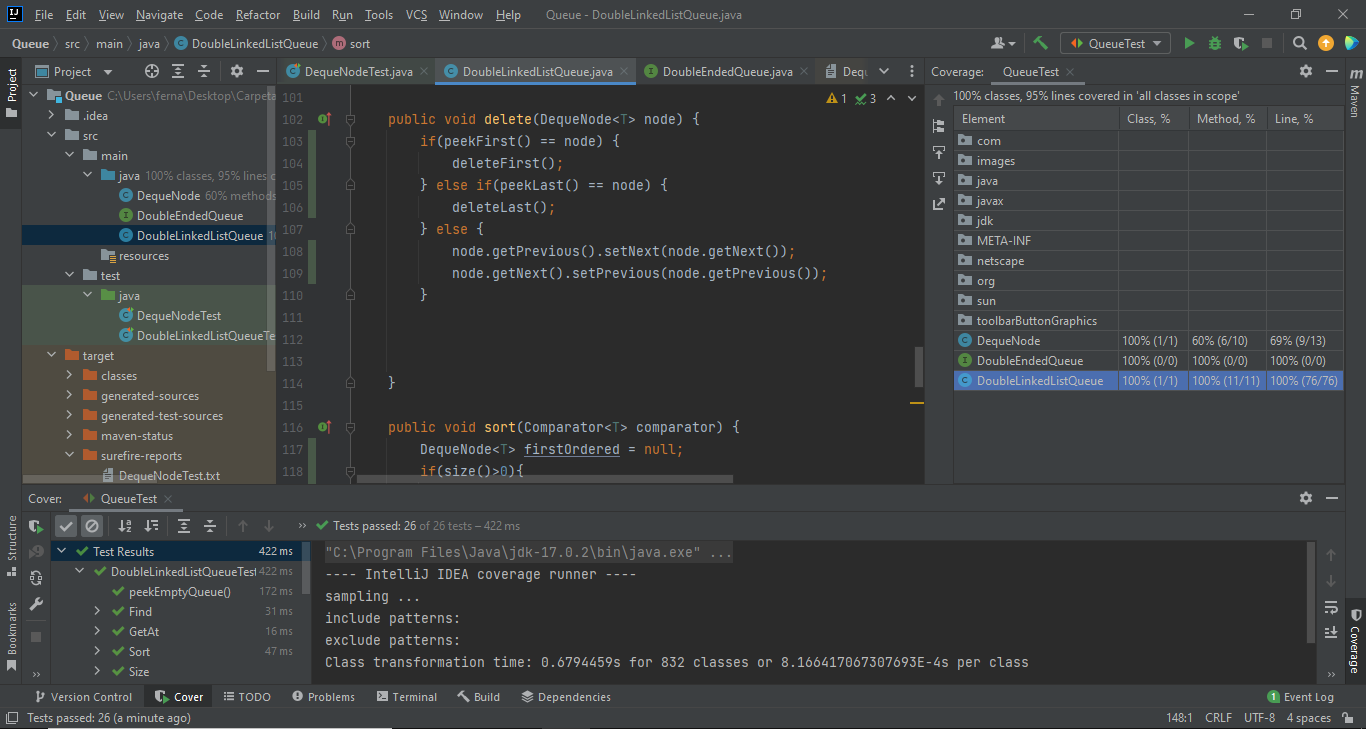 File Edit View Navigate Code Refactor Build Run Tools VCS Window Help Queue - DoubleLinkedListQueue.java
Queue src main java DoubleLinkedListQueue m sort QueueTest
Project DequeNodeTest.java DoubleLinkedListQueue.java DoubleEndedQueue.java Coverage: QueueTest
Project
Queue C:\Users\ferna\Desktop\Carpeta
.idea
src
main
java 100% classes, 95% lines c
DequeNode 60% methods
DoubleEndedQueue
DoubleLinkedListQueue
resources
test
java
DequeNodeTest
DoubleLinkedListQueueTe
target
classes
generated-sources
generated-test-sources
maven-status
surefire-reports
DequeNodeTest.txt
1 3
101
102 public void delete(DequeNode<T> node) {
103 if(peekFirst() == node) {
104 deleteFirst();
105 } else if(peekLast() == node) {
106 deleteLast();
107 } else {
108 node.getPrevious().setNext(node.getNext());
109 node.getNext().setPrevious(node.getPrevious());
110 }
111
112
113
114 }
115
116 public void sort(Comparator<T> comparator) {
117 DequeNode<T> firstOrdered = null;
118 if(size()>0){
100% classes, 95% lines covered in 'all classes in scope'
Element Class, % Method, % Line, %
com
images
java
javax
jdk
META-INF
netscape
org
sun
toolbarButtonGraphics
DequeNode 100% (1/1) 60% (6/10) 69% (9/13)
DoubleEndedQueue 100% (0/0) 100% (0/0) 100% (0/0)
DoubleLinkedListQueue 100% (1/1) 100% (11/11) 100% (76/76)
m Maven
Cover: QueueTest
Tests passed: 26 of 26 tests – 422 ms
Test Results 422 ms
DoubleLinkedListQueueTest 422 ms
peekEmptyQueue() 172 ms
Find 31 ms
GetAt 16 ms
Sort 47 ms
Size
"C:\Program Files\Java\jdk-17.0.2\bin\java.exe" ...
---- IntelliJ IDEA coverage runner ----
sampling ...
include patterns:
exclude patterns:
Class transformation time: 0.6794459s for 832 classes or 8.166417067307693E-4s per class
Structure
Bookmarks
Coverage
Version Control Cover TODO Problems Terminal Build Dependencies 1 Event Log
Tests passed: 26 (a minute ago) 148:1 CRLF UTF-8 4 spaces